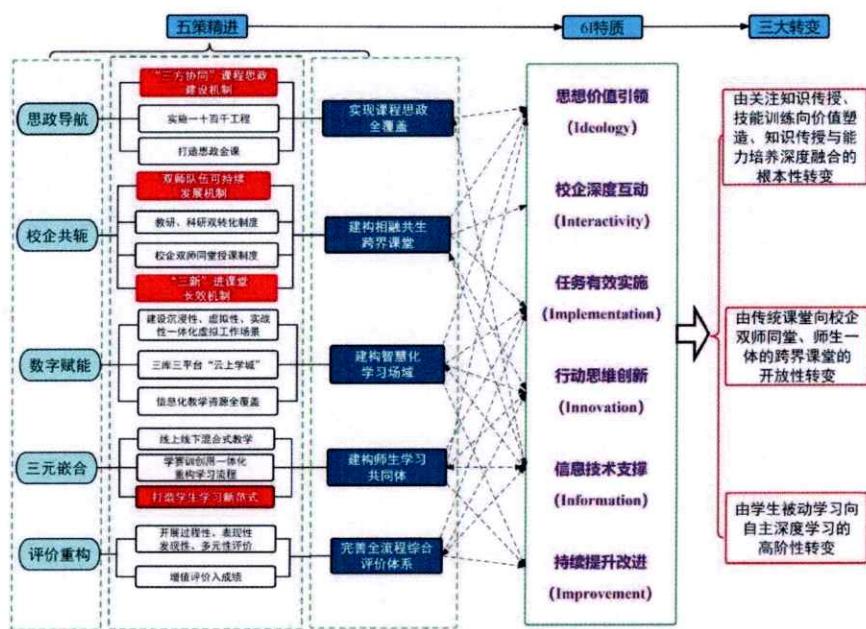 五策精进
6I特质
三大转变
思政导航
“三方协同”课程思政
建设机制
实施一十百千工程
打造思政金课
实现课程思政
全覆盖
校企共轭
双师队伍可持续
发展机制
教研、科研双转化制度
校企双师同堂授课制度
“三新”进课堂
长效机制
建构相融共生
跨界课堂
数字赋能
建设沉浸性、虚拟性、实战
性一体化虚拟工作场景
三库三平台“云上学城”
信息化教学资源全覆盖
建构智慧化
学习场域
三元嵌合
线上线下混合式教学
学赛训创用一体化
重构学习流程
打造学生学习新范式
建构师生学习
共同体
评价重构
开展过程性、表现性
发现性、多元性评价
增值评价入成绩
完善全流程综合
评价体系
思想价值引领
(Ideology)
校企深度互动
(Interactivity)
任务有效实施
(Implementation)
行动思维创新
(Innovation)
信息技术支撑
(Information)
持续提升改进
(Improvement)
由关注知识传授、
技能训练向价值塑
造、知识传授与能
力培养深度融合的
根本性转变
由传统课堂向校企
双师同堂、师生一
体的跨界课堂的
开放性转变
由学生被动学习向
自主深度学习的
高阶性转变